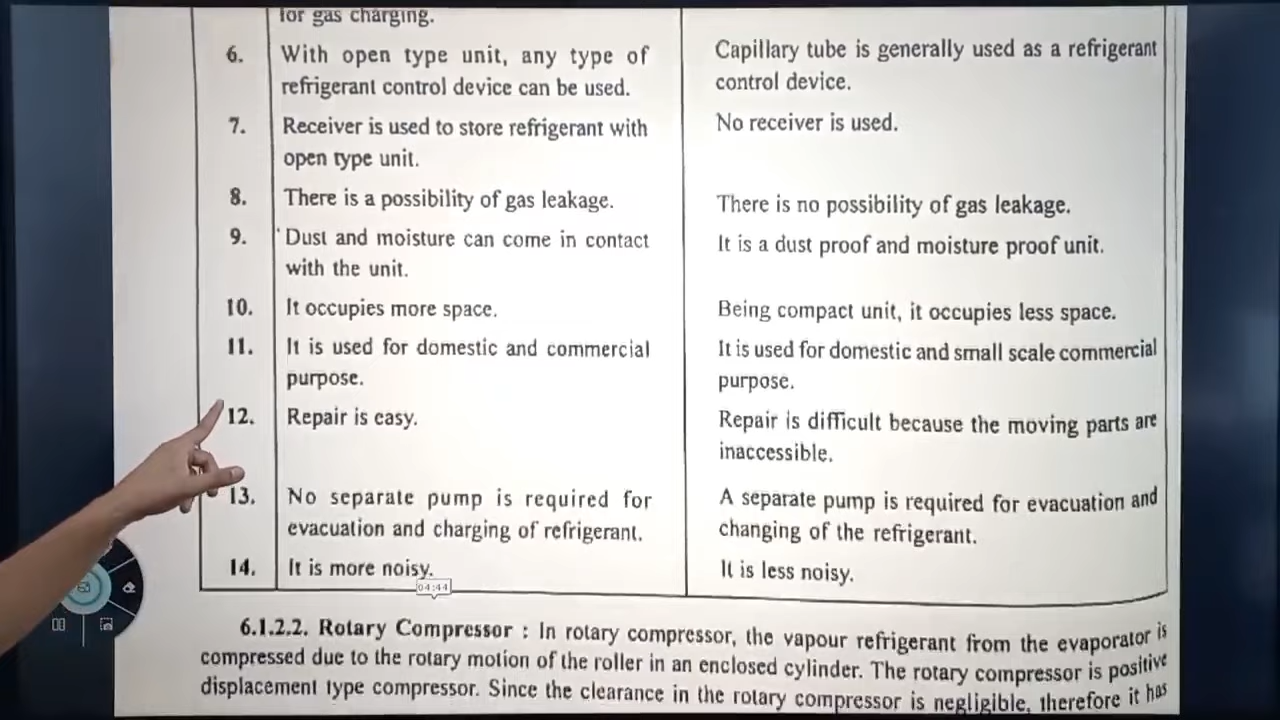 for gas charging.
6. With open type unit, any type of
refrigerant control device can be used.
Capillary tube is generally used as a refrigerant
control device.
7. Receiver is used to store refrigerant with
open type unit.
No receiver is used.
8. There is a possibility of gas leakage.
There is no possibility of gas leakage.
9. Dust and moisture can come in contact
with the unit.
It is a dust proof and moisture proof unit.
10. It occupies more space.
Being compact unit, it occupies less space.
11. It is used for domestic and commercial
purpose.
It is used for domestic and small scale commercial
purpose.
12. Repair is easy.
Repair is difficult because the moving parts are
inaccessible.
13. No separate pump is required for
evacuation and charging of refrigerant.
A separate pump is required for evacuation and
changing of the refrigerant.
14. It is more noisy.
It is less noisy.
04:44
6.1.2.2. Rotary Compressor : In rotary compressor, the vapour refrigerant from the evaporator is
compressed due to the rotary motion of the roller in an enclosed cylinder. The rotary compressor is positive
displacement type compressor. Since the clearance in the rotary compressor is negligible, therefore it has